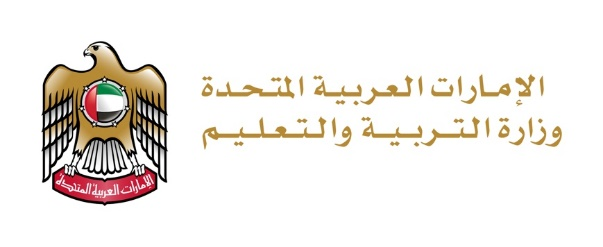 الإمارات العربية المتحدة
وزارة التربية والتعليم
الإمارات العربية المتحدة